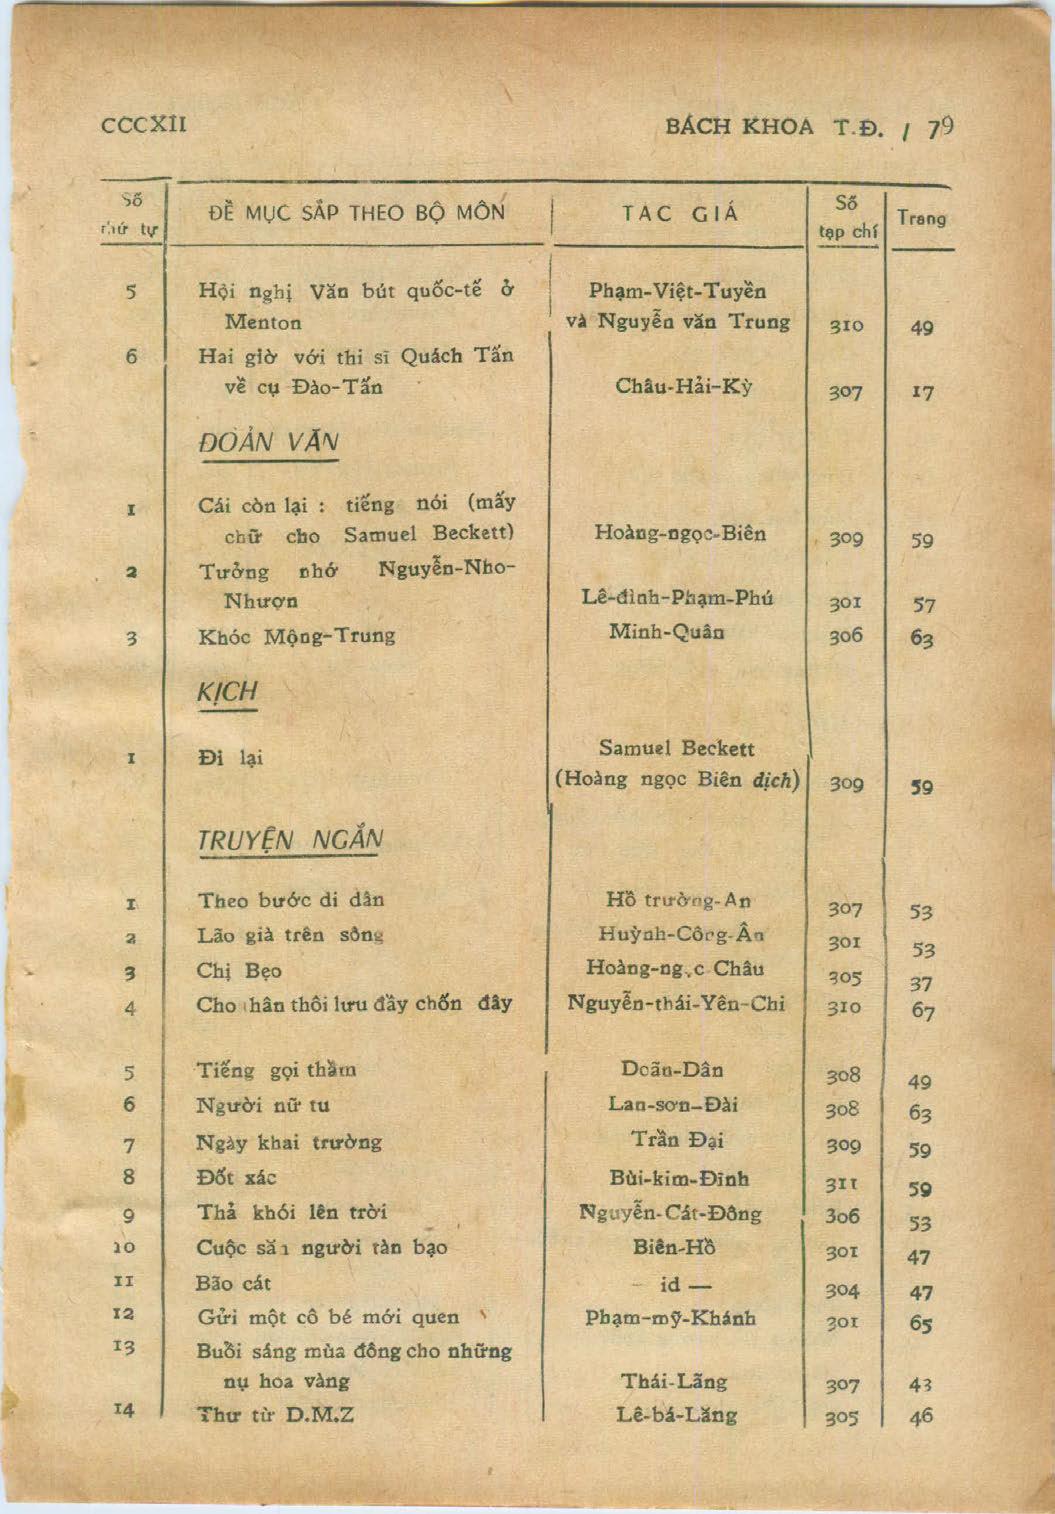 CCCXII BÁCH KHOA T.Đ. / 79
Số thứ tự ĐỀ MỤC SẮP THEO BỘ MÔN TÁC GIẢ Số tạp chí Trang
5 Hội nghị Văn bút quốc-tế ở Phạm-Việt-Tuyền
Menton và Nguyễn văn Trung 310 49
6 Hai giờ với thi sĩ Quách Tấn
về cụ Đào-Tấn Châu-Hải-Kỳ 307 17
ĐOẢN VĂN
1 Cái còn lại : tiếng nói (mấy
chữ cho Samuel Beckett) Hoàng-ngọc-Biên 309 59
2 Tưởng nhớ Nguyễn-Nho-
Nhượn Lê-đình-Phạm-Phú 301 57
3 Khóc Mộng-Trung Minh-Quân 306 63
KỊCH
1 Đi lại Samuel Beckett
(Hoàng ngọc Biên dịch) 309 59
TRUYỆN NGẮN
1 Theo bước di dân Hồ trường-An 307 53
2 Lão già trên sông Huỳnh-Công-Ân 301 53
3 Chị Bẹo Hoàng-ngọc Châu 305 37
4 Cho thân thôi lưu đầy chốn đây Nguyễn-thái-Yên-Chi 310 67
5 Tiếng gọi thầm Doãn-Dân 308 49
6 Người nữ tu Lan-sơn-Đài 308 63
7 Ngày khai trường Trần Đại 309 59
8 Đốt xác Bùi-kim-Đĩnh 311 59
9 Thả khói lên trời Nguyễn-Cát-Đông 306 53
10 Cuộc săn người tàn bạo Biên-Hồ 301 47
11 Bão cát — id — 304 47
12 Gửi một cô bé mới quen Phạm-mỹ-Khánh 301 65
13 Buổi sáng mùa đông cho những
nụ hoa vàng Thái-Lãng 307 43
14 Thư từ D.M.Z Lê-bá-Lăng 305 46